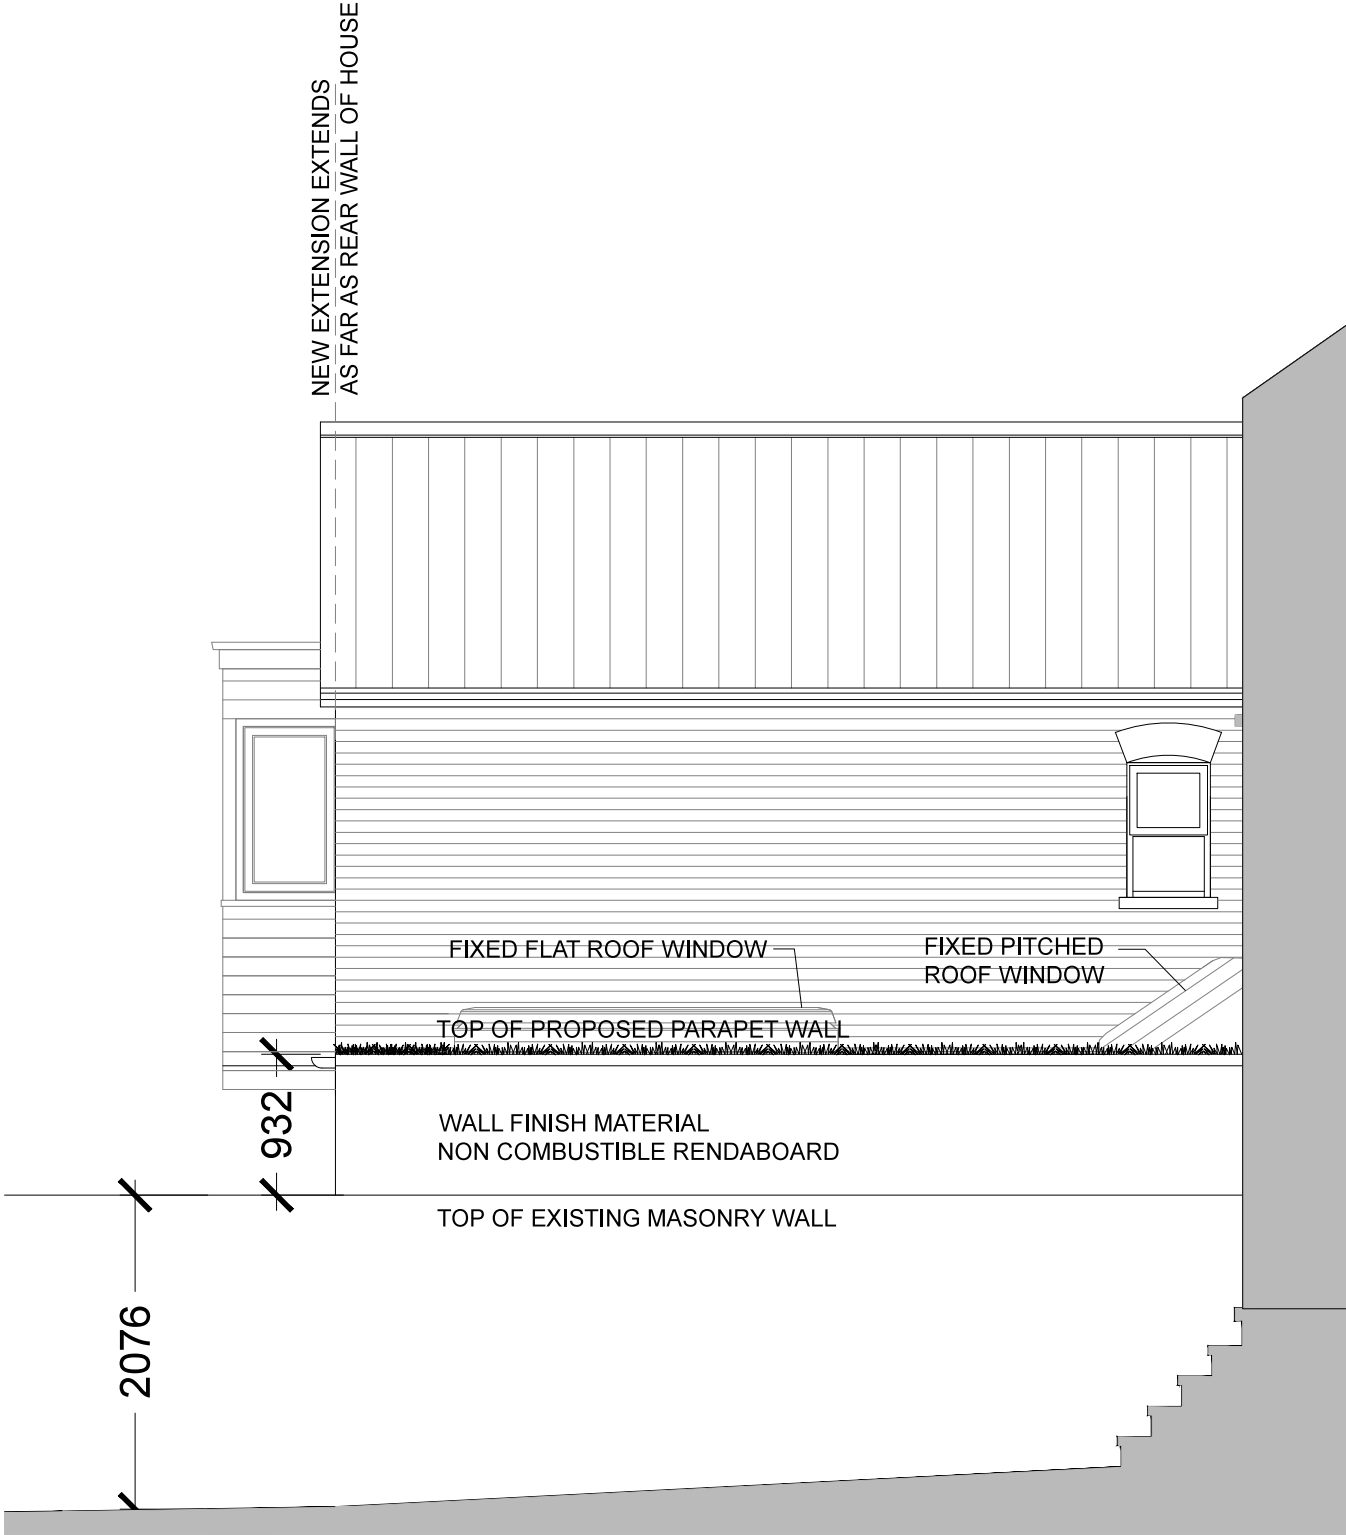 NEW EXTENSION EXTENDS
AS FAR AS REAR WALL OF HOUSE
FIXED FLAT ROOF WINDOW
FIXED PITCHED
ROOF WINDOW
TOP OF PROPOSED PARAPET WALL
932
WALL FINISH MATERIAL
NON COMBUSTIBLE RENDABOARD
TOP OF EXISTING MASONRY WALL
2076